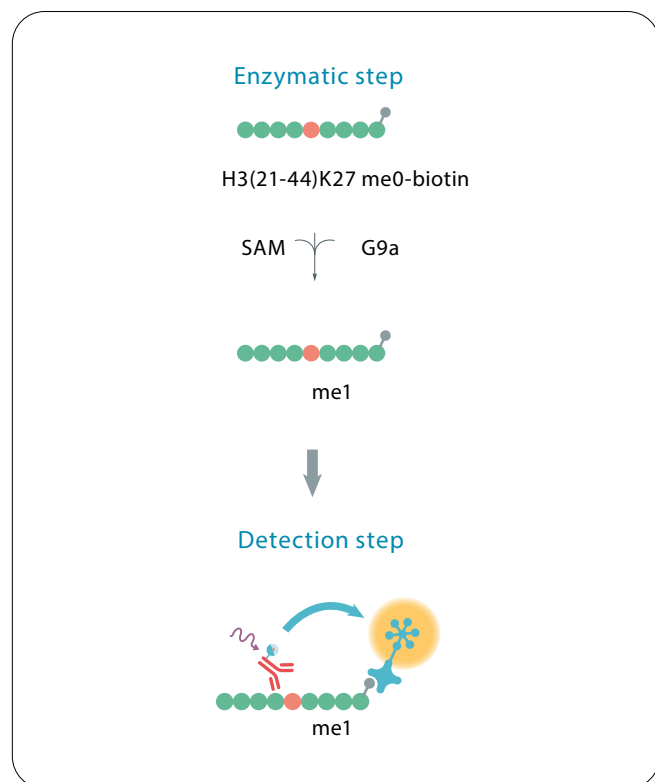 Enzymatic step
H3(21-44)K27 me0-biotin
SAM G9a
me1
Detection step
me1